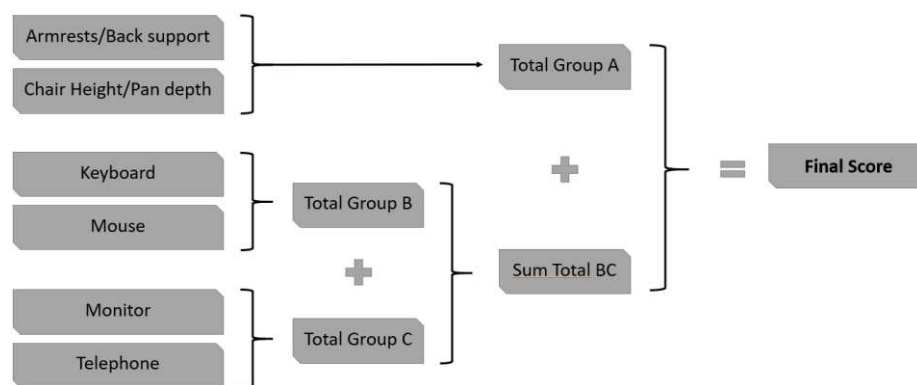 Armrests/Back support
Chair Height/Pan depth
Total Group A
Keyboard
Mouse
Total Group B
Final Score
Sum Total BC
Monitor
Telephone
Total Group C